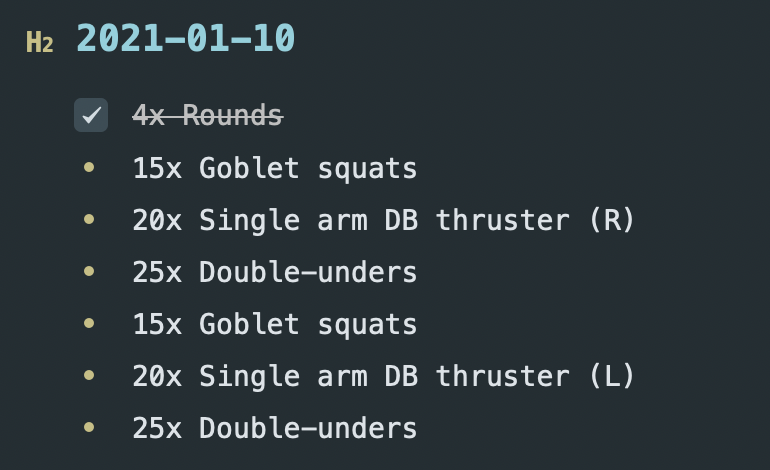 H2 2021-01-10
4x Rounds
15x Goblet squats
20x Single arm DB thruster (R)
25x Double-unders
15x Goblet squats
20x Single arm DB thruster (L)
25x Double-unders